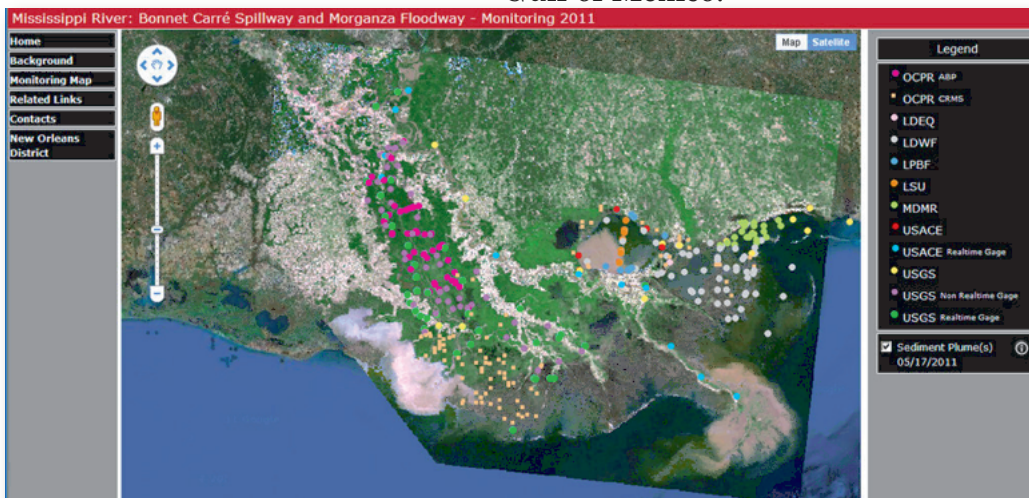 Gulf of Mexico.
Mississippi River: Bonnet Carré Spillway and Morganza Floodway - Monitoring 2011
Home
Background
Monitoring Map
Related Links
Contacts
New Orleans
District
Map Satellite
Legend
OCPR ABP
OCPR CRMS
LDEQ
LDWF
LPBF
LSU
MDMR
USACE
USACE Realtime Gage
USGS
USGS Non Realtime Gage
USGS Realtime Gage
Sediment Plume(s)
05/17/2011